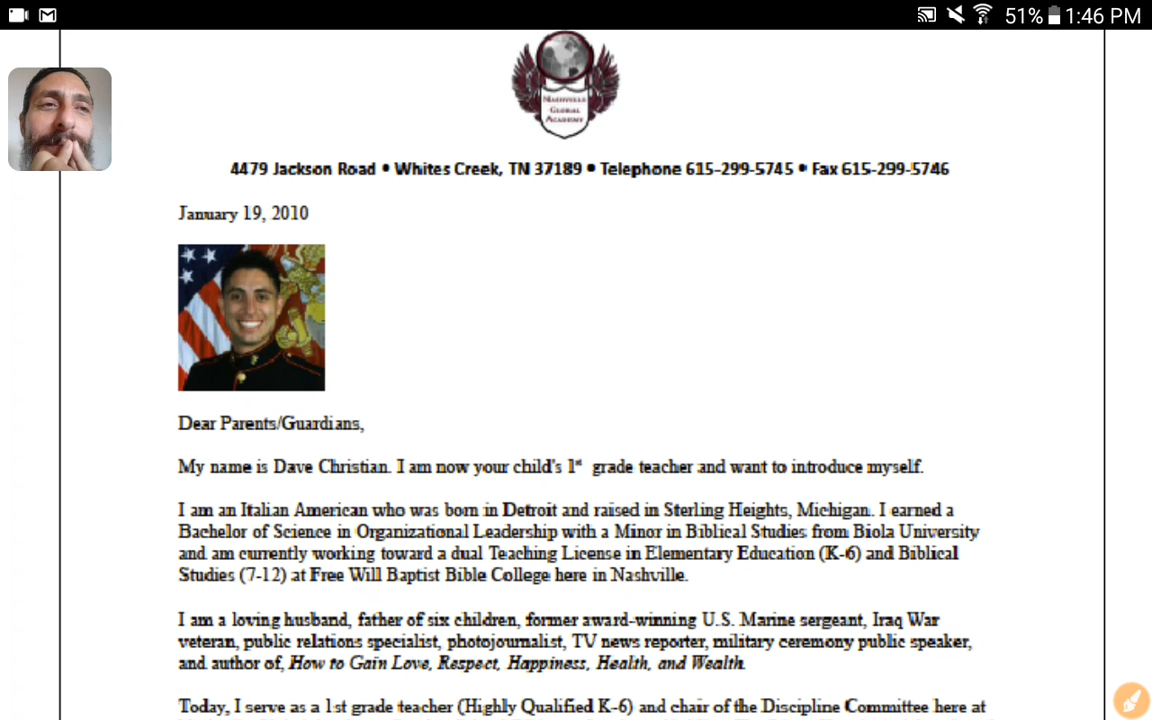 51% 1:46 PM
NASHVILLE
GLOBAL
ACADEMY
4479 Jackson Road • Whites Creek, TN 37189 • Telephone 615-299-5745 • Fax 615-299-5746
January 19, 2010
Dear Parents/Guardians,
My name is Dave Christian. I am now your child's 1st grade teacher and want to introduce myself.
I am an Italian American who was born in Detroit and raised in Sterling Heights, Michigan. I earned a
Bachelor of Science in Organizational Leadership with a Minor in Biblical Studies from Biola University
and am currently working toward a dual Teaching License in Elementary Education (K-6) and Biblical
Studies (7-12) at Free Will Baptist Bible College here in Nashville.
I am a loving husband, father of six children, former award-winning U.S. Marine sergeant, Iraq War
veteran, public relations specialist, photojournalist, TV news reporter, military ceremony public speaker,
and author of, How to Gain Love, Respect, Happiness, Health, and Wealth.
Today, I serve as a 1st grade teacher (Highly Qualified K-6) and chair of the Discipline Committee here at